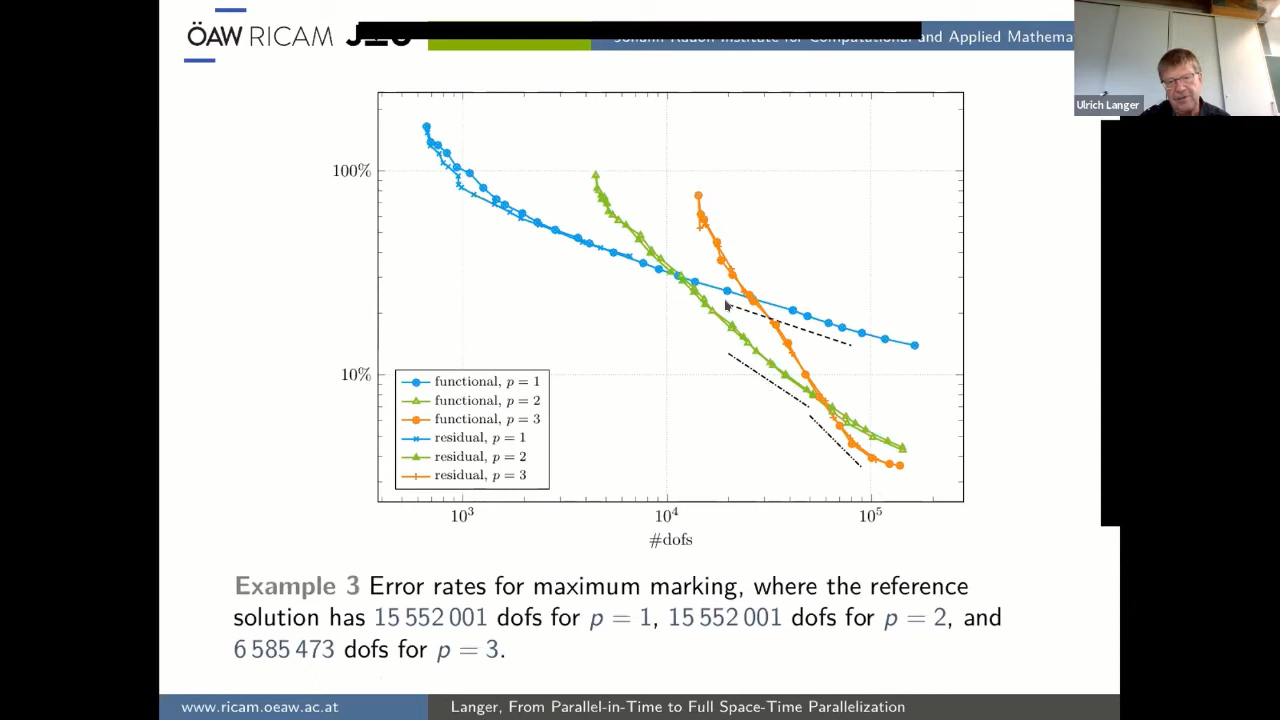 ÖAW RICAM
Johann Radon Institute for Computational and Applied Mathema
Ulrich Langer
100%
10%
functional, p = 1
functional, p = 2
functional, p = 3
residual, p = 1
residual, p = 2
residual, p = 3
10³ 10⁴ 10⁵
#dofs
Example 3 Error rates for maximum marking, where the reference
solution has 15 552 001 dofs for p = 1, 15 552 001 dofs for p = 2, and
6 585 473 dofs for p = 3.
www.ricam.oeaw.ac.at Langer, From Parallel-in-Time to Full Space-Time Parallelization